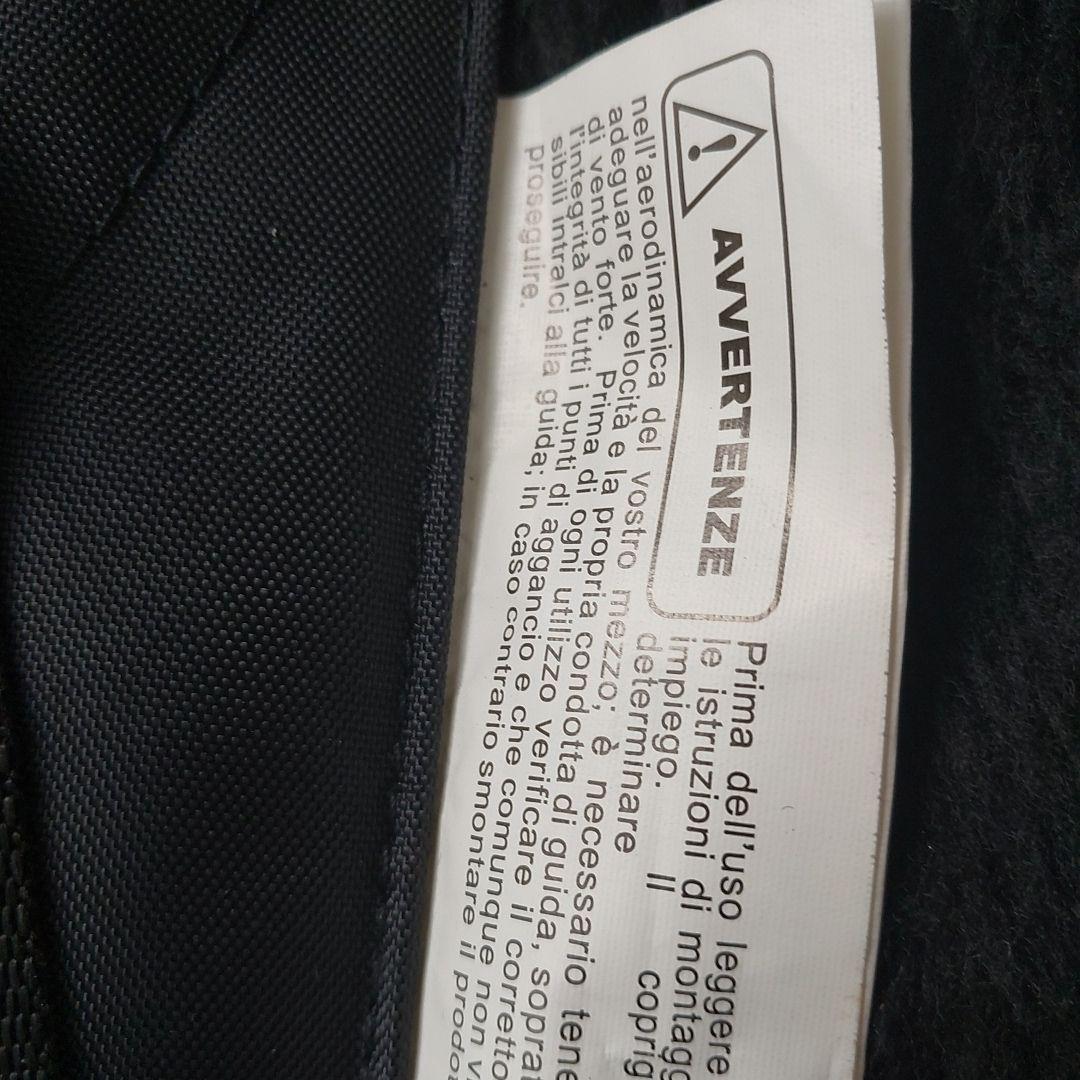 AVVERTENZE
Prima dell'uso leggere
le istruzioni di montagg
impiego. Il coprig
determinare
nell'aerodinamica del vostro mezzo; è necessario tene
adeguare la velocità e la propria condotta di guida, soprat
di vento forte. Prima di ogni utilizzo verificare il corretto
l'integrità di tutti i punti di aggancio e che comunque non v
sibili intralci alla guida; in caso contrario smontare il prodo
proseguire.